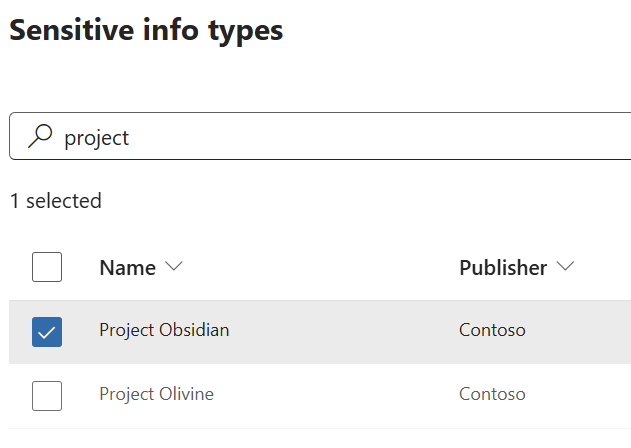 Sensitive info types
project
1 selected
Name Publisher
Project Obsidian Contoso
Project Olivine Contoso